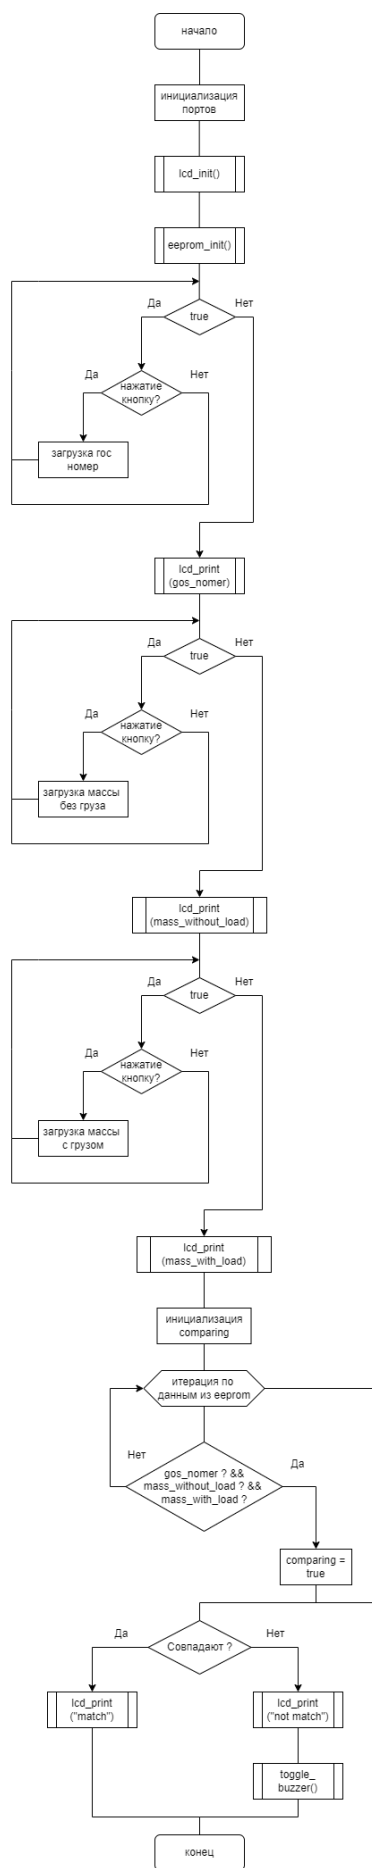 начало
инициализация
портов
lcd_init()
eeprom_init()
Да
Нет
true
Да
Нет
нажатие
кнопку?
загрузка гос
номер
lcd_print
(gos_nomer)
Да
Нет
true
Да
Нет
нажатие
кнопку?
загрузка массы
без груза
lcd_print
(mass_without_load)
Да
Нет
true
Да
Нет
нажатие
кнопку?
загрузка массы
с грузом
lcd_print
(mass_with_load)
инициализация
comparing
итерация по
данным из eeprom
Нет
Да
gos_nomer ? &&
mass_without_load ? &&
mass_with_load ?
comparing =
true
Да
Нет
Совпадают ?
lcd_print
("match")
lcd_print
("not match")
toggle_
buzzer()
конец